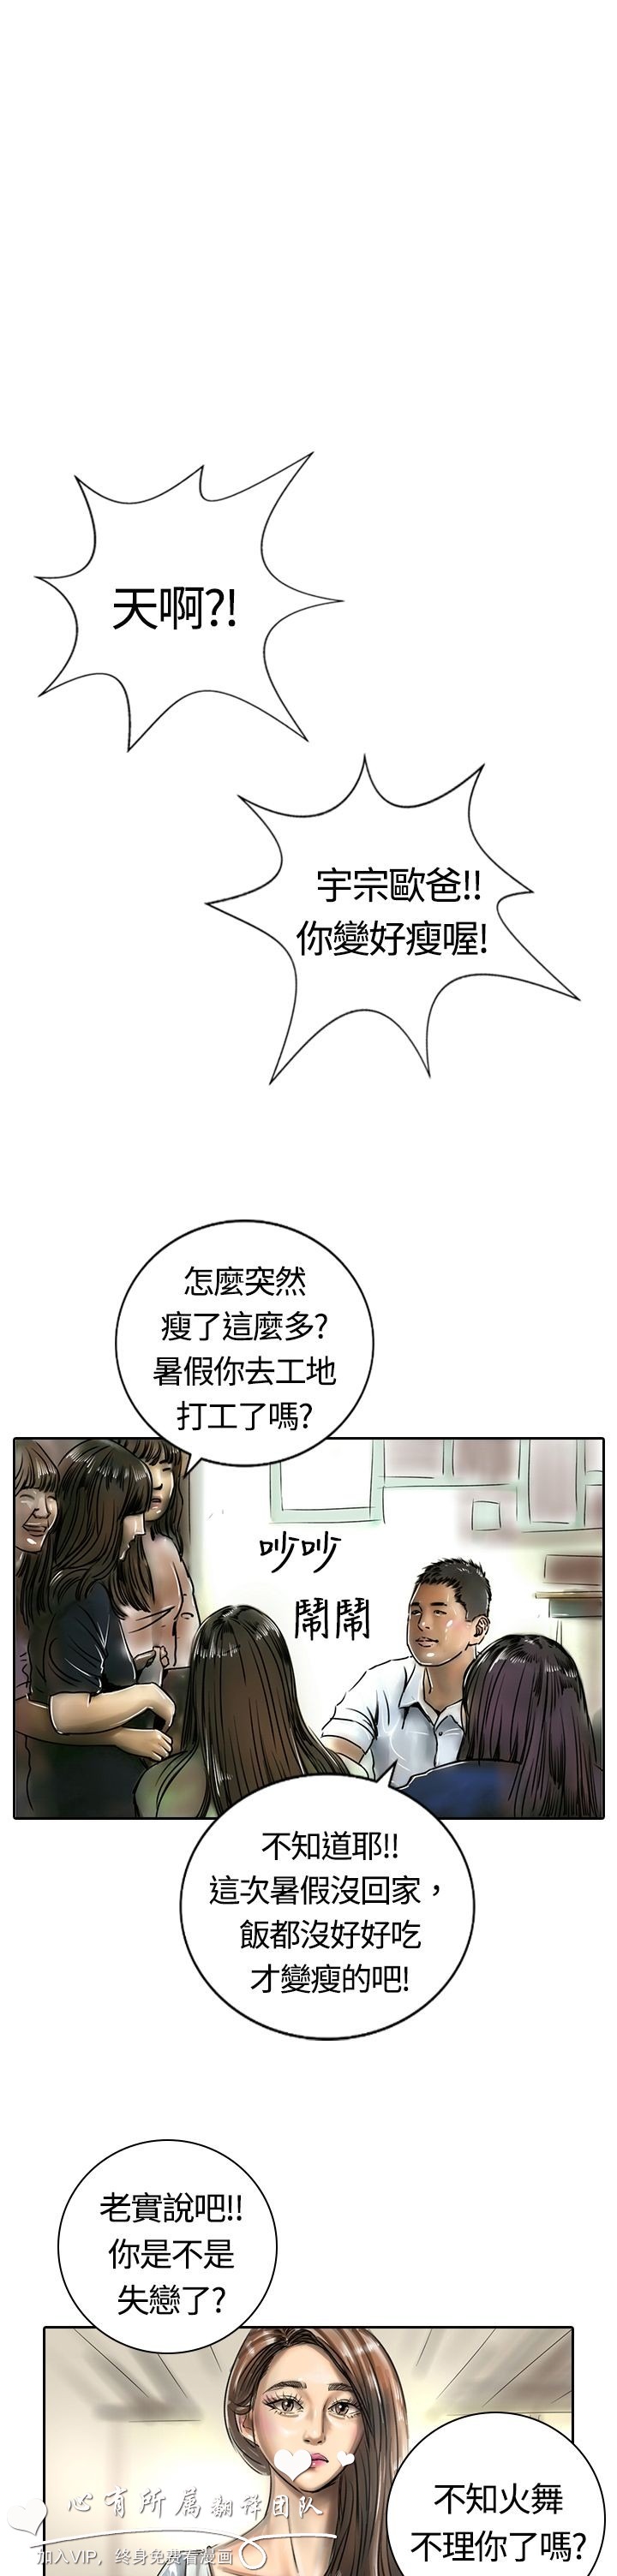 天啊?!
宇宗歐爸!!
你變好瘦喔!
怎麼突然
瘦了這麼多?
暑假你去工地
打工了嗎?
吵吵
鬧鬧
不知道耶!!
這次暑假沒回家，
飯都沒好好吃
才變瘦的吧!
老實說吧!!
你是不是
失戀了?
不知火舞
不理你了嗎?
心有所属翻译团队
加入VIP，终身免费看漫画